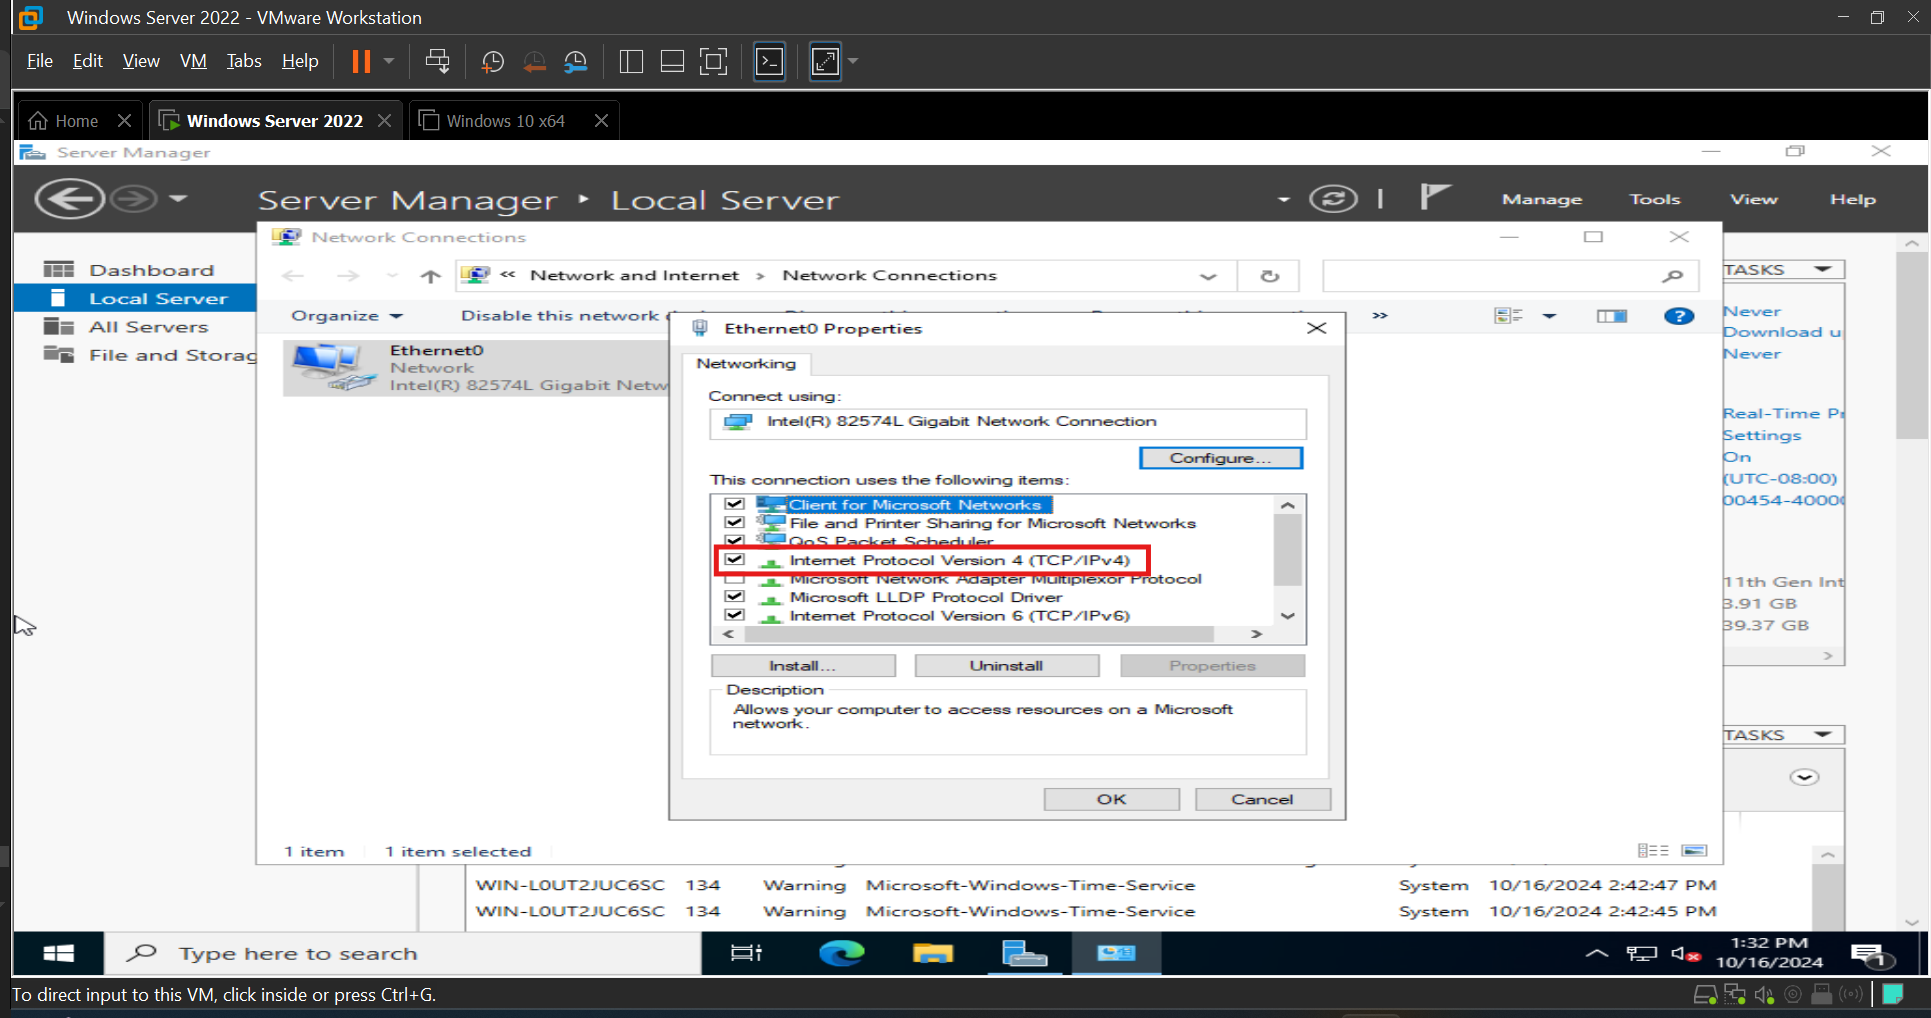 Windows Server 2022 - VMware Workstation
File Edit View VM Tabs Help
Home
Windows Server 2022
Windows 10 x64
Server Manager
Server Manager ‣ Local Server
Manage Tools View Help
Dashboard
Local Server
All Servers
File and Storag
Network Connections
« Network and Internet > Network Connections
Organize
Disable this network
»
Ethernet0
Network
Intel(R) 82574L Gigabit Netw
Ethernet0 Properties
Networking
Connect using:
Intel(R) 82574L Gigabit Network Connection
Configure...
This connection uses the following items:
Client for Microsoft Networks
File and Printer Sharing for Microsoft Networks
QoS Packet Scheduler
Internet Protocol Version 4 (TCP/IPv4)
Microsoft Network Adapter Multiplexor Protocol
Microsoft LLDP Protocol Driver
Internet Protocol Version 6 (TCP/IPv6)
Install...
Uninstall
Properties
Description
Allows your computer to access resources on a Microsoft
network.
OK
Cancel
1 item
1 item selected
TASKS
Never
Download u
Never
Real-Time Pr
Settings
On
(UTC-08:00)
00454-4000
11th Gen Int
3.91 GB
39.37 GB
TASKS
WIN-L0UT2JUC6SC 134 Warning Microsoft-Windows-Time-Service System 10/16/2024 2:42:47 PM
WIN-L0UT2JUC6SC 134 Warning Microsoft-Windows-Time-Service System 10/16/2024 2:42:45 PM
Type here to search
1:32 PM
10/16/2024
1
To direct input to this VM, click inside or press Ctrl+G.